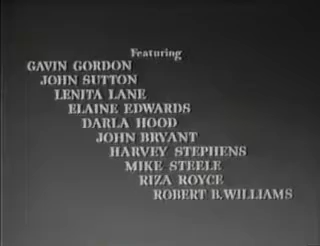 Featuring
GAVIN GORDON
JOHN SUTTON
LENITA LANE
ELAINE EDWARDS
DARLA HOOD
JOHN BRYANT
HARVEY STEPHENS
MIKE STEELE
RIZA ROYCE
ROBERT B. WILLIAMS